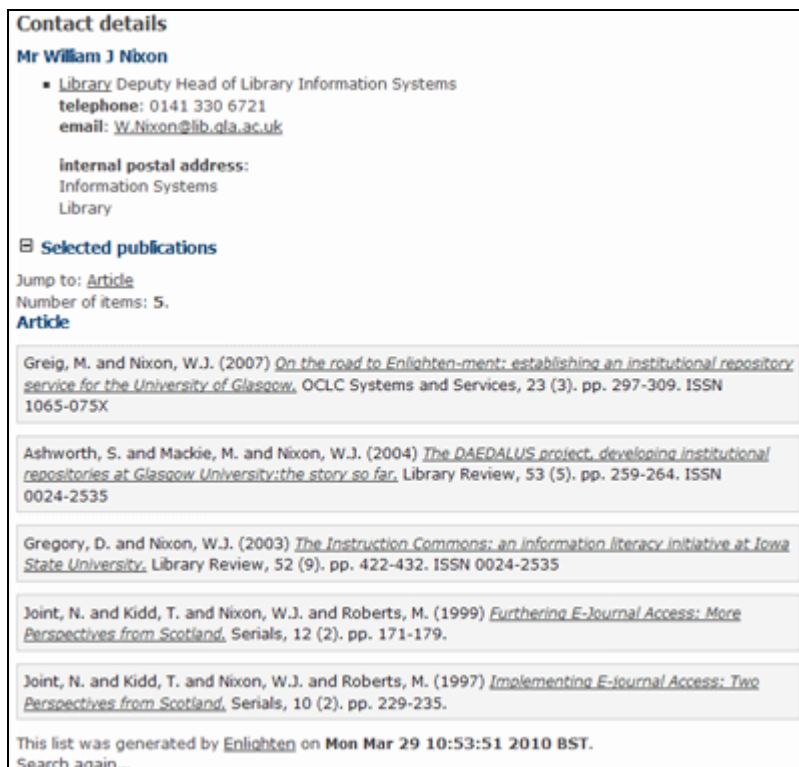 Contact details
Mr William J Nixon
▪ Library Deputy Head of Library Information Systems
telephone: 0141 330 6721
email: W.Nixon@lib.gla.ac.uk
internal postal address:
Information Systems
Library
⊟ Selected publications
Jump to: Article
Number of items: 5.
Article
Greig, M. and Nixon, W.J. (2007) On the road to Enlighten-ment: establishing an institutional repository
service for the University of Glasgow. OCLC Systems and Services, 23 (3). pp. 297-309. ISSN
1065-075X
Ashworth, S. and Mackie, M. and Nixon, W.J. (2004) The DAEDALUS project, developing institutional
repositories at Glasgow University:the story so far. Library Review, 53 (5). pp. 259-264. ISSN
0024-2535
Gregory, D. and Nixon, W.J. (2003) The Instruction Commons: an information literacy initiative at Iowa
State University. Library Review, 52 (9). pp. 422-432. ISSN 0024-2535
Joint, N. and Kidd, T. and Nixon, W.J. and Roberts, M. (1999) Furthering E-Journal Access: More
Perspectives from Scotland. Serials, 12 (2). pp. 171-179.
Joint, N. and Kidd, T. and Nixon, W.J. and Roberts, M. (1997) Implementing E-journal Access: Two
Perspectives from Scotland. Serials, 10 (2). pp. 229-235.
This list was generated by Enlighten on Mon Mar 29 10:53:51 2010 BST.
Search again...